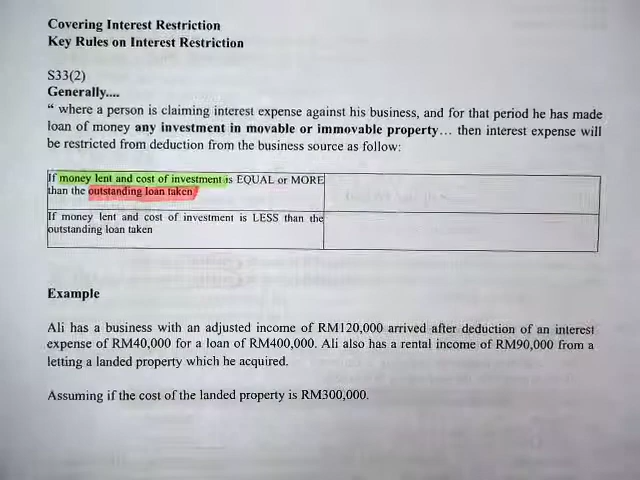 Covering Interest Restriction
Key Rules on Interest Restriction
S33(2)
Generally....
“ where a person is claiming interest expense against his business, and for that period he has made
loan of money any investment in movable or immovable property… then interest expense will
be restricted from deduction from the business source as follow:
If money lent and cost of investment is EQUAL or MORE
than the outstanding loan taken
If money lent and cost of investment is LESS than the
outstanding loan taken
Example
Ali has a business with an adjusted income of RM120,000 arrived after deduction of an interest
expense of RM40,000 for a loan of RM400,000. Ali also has a rental income of RM90,000 from a
letting a landed property which he acquired.
Assuming if the cost of the landed property is RM300,000.